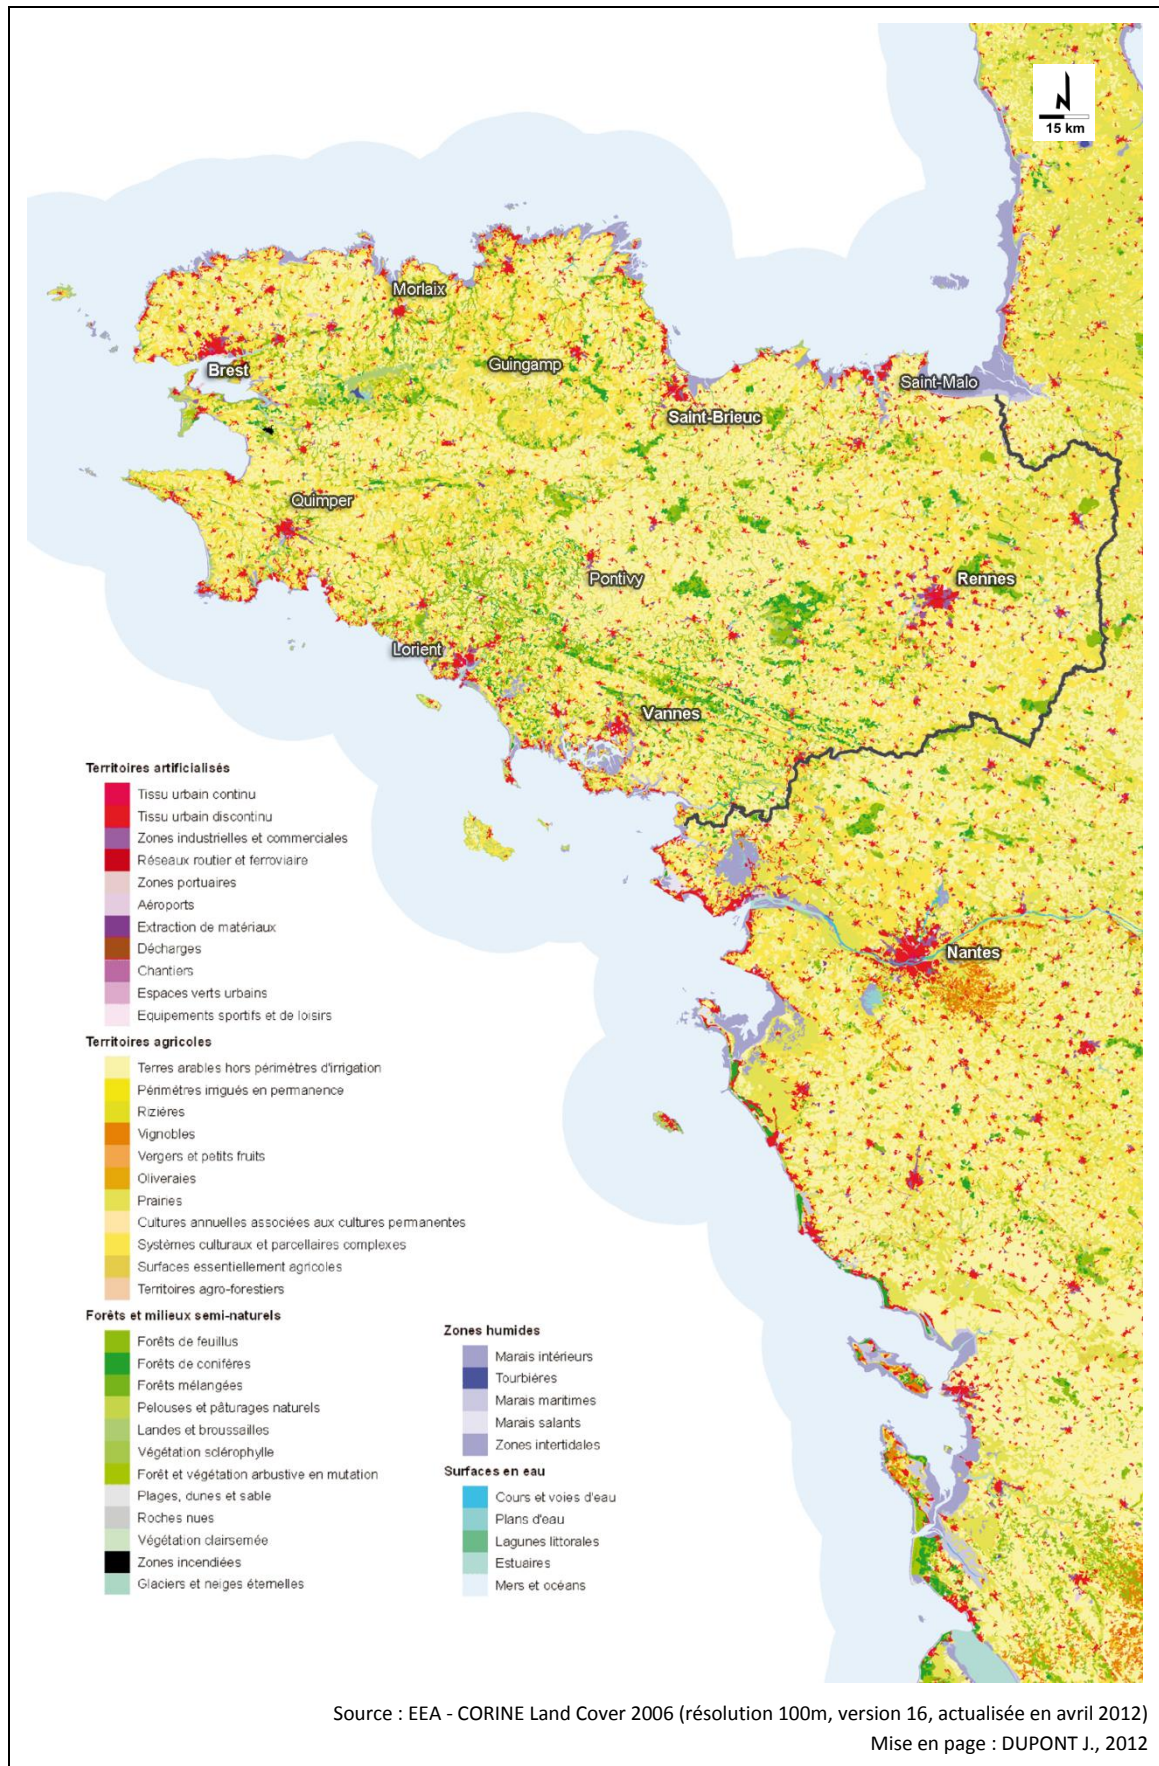 N
15 km
Morlaix
Brest
Guingamp
Saint-Malo
Saint-Brieuc
Quimper
Pontivy
Rennes
Lorient
Vannes
Nantes
Territoires artificialisés
Tissu urbain continu
Tissu urbain discontinu
Zones industrielles et commerciales
Réseaux routier et ferroviaire
Zones portuaires
Aéroports
Extraction de matériaux
Décharges
Chantiers
Espaces verts urbains
Equipements sportifs et de loisirs
Territoires agricoles
Terres arables hors périmètres d'irrigation
Périmètres irrigués en permanence
Rizières
Vignobles
Vergers et petits fruits
Oliveraies
Prairies
Cultures annuelles associées aux cultures permanentes
Systèmes culturaux et parcellaires complexes
Surfaces essentiellement agricoles
Territoires agro-forestiers
Forêts et milieux semi-naturels
Forêts de feuillus
Forêts de conifères
Forêts mélangées
Pelouses et pâturages naturels
Landes et broussailles
Végétation sclérophylle
Forêt et végétation arbustive en mutation
Plages, dunes et sable
Roches nues
Végétation clairsemée
Zones incendiées
Glaciers et neiges éternelles
Zones humides
Marais intérieurs
Tourbières
Marais maritimes
Marais salants
Zones intertidales
Surfaces en eau
Cours et voies d'eau
Plans d'eau
Lagunes littorales
Estuaires
Mers et océans
Source : EEA - CORINE Land Cover 2006 (résolution 100m, version 16, actualisée en avril 2012)
Mise en page : DUPONT J., 2012